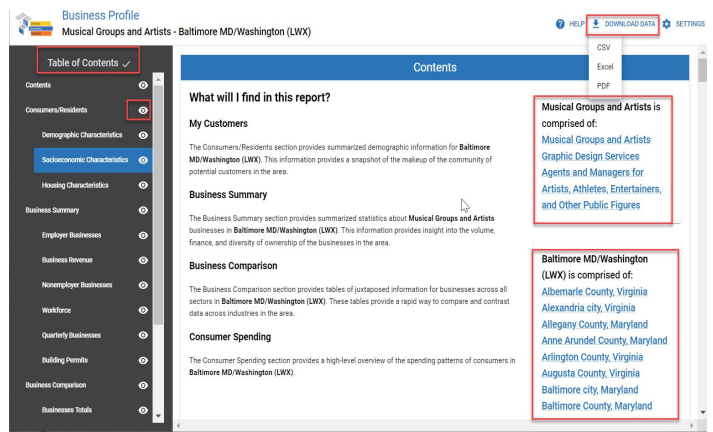 Business Profile
Musical Groups and Artists - Baltimore MD/Washington (LWX)
HELP
DOWNLOAD DATA
SETTINGS
CSV
Excel
PDF
Table of Contents
Contents
Consumers/Residents
Demographic Characteristics
Socioeconomic Characteristics
Housing Characteristics
Business Summary
Employer Businesses
Business Revenue
Nonemployer Businesses
Workforce
Quarterly Businesses
Building Permits
Business Comparison
Businesses Totals
Contents
What will I find in this report?
My Customers
The Consumers/Residents section provides summarized demographic information for Baltimore
MD/Washington (LWX). This information provides a snapshot of the makeup of the community of
potential customers in the area.
Business Summary
The Business Summary section provides summarized statistics about Musical Groups and Artists
businesses in Baltimore MD/Washington (LWX). This information provides insight into the volume,
finance, and diversity of ownership of the businesses in the area.
Business Comparison
The Business Comparison section provides tables of juxtaposed information for businesses across all
sectors in Baltimore MD/Washington (LWX). These tables provide a rapid way to compare and contrast
data across industries in the area.
Consumer Spending
The Consumer Spending section provides a high-level overview of the spending patterns of consumers in
Baltimore MD/Washington (LWX).
Musical Groups and Artists is
comprised of:
Musical Groups and Artists
Graphic Design Services
Agents and Managers for
Artists, Athletes, Entertainers,
and Other Public Figures
Baltimore MD/Washington
(LWX) is comprised of:
Albemarle County, Virginia
Alexandria city, Virginia
Allegany County, Maryland
Anne Arundel County, Maryland
Arlington County, Virginia
Augusta County, Virginia
Baltimore city, Maryland
Baltimore County, Maryland